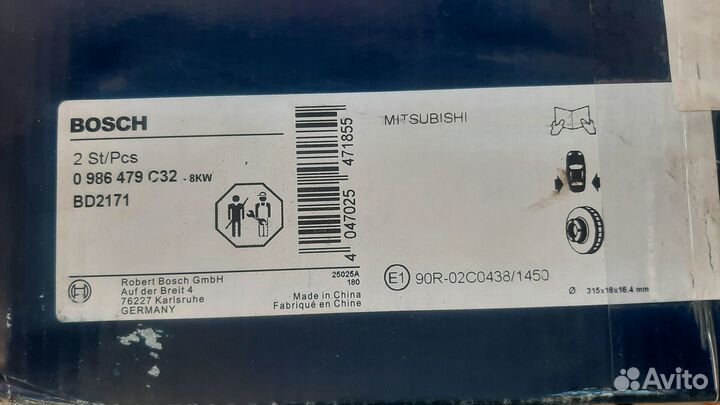 BOSCH
2 St/Pcs
0 986 479 C32 - 8KW
BD2171
4 047025 471855
MITSUBISHI
E1 90R-02C0438/1450
Ø 315x18x16.4 mm
Robert Bosch GmbH
Auf der Breit 4
76227 Karlsruhe
GERMANY
25025A
180
Made in China
Fabriqué en Chine
Avito